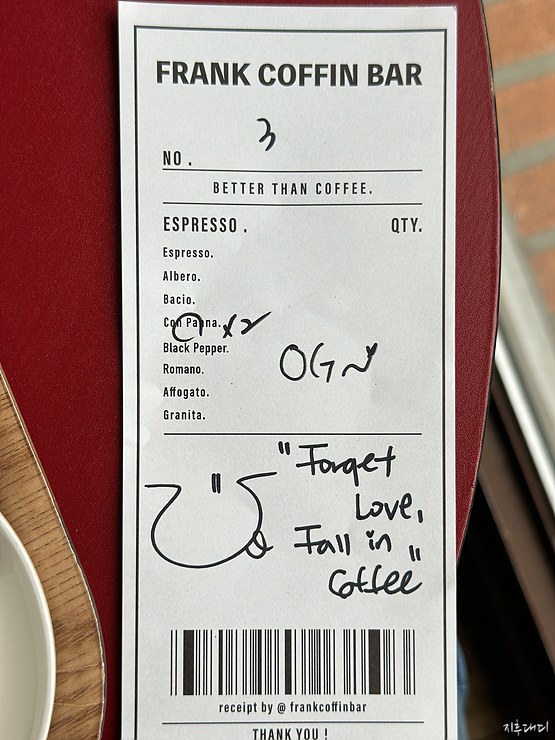 FRANK COFFIN BAR
3
NO.
BETTER THAN COFFEE.
ESPRESSO. QTY.
Espresso.
Albero.
Bacio.
Con Panna. x2
Black Pepper.
Romano.
Affogato.
Granita.
"Forget
Love,
Fall in
Coffee"
receipt by @ frankcoffinbar
THANK YOU !
지후대디